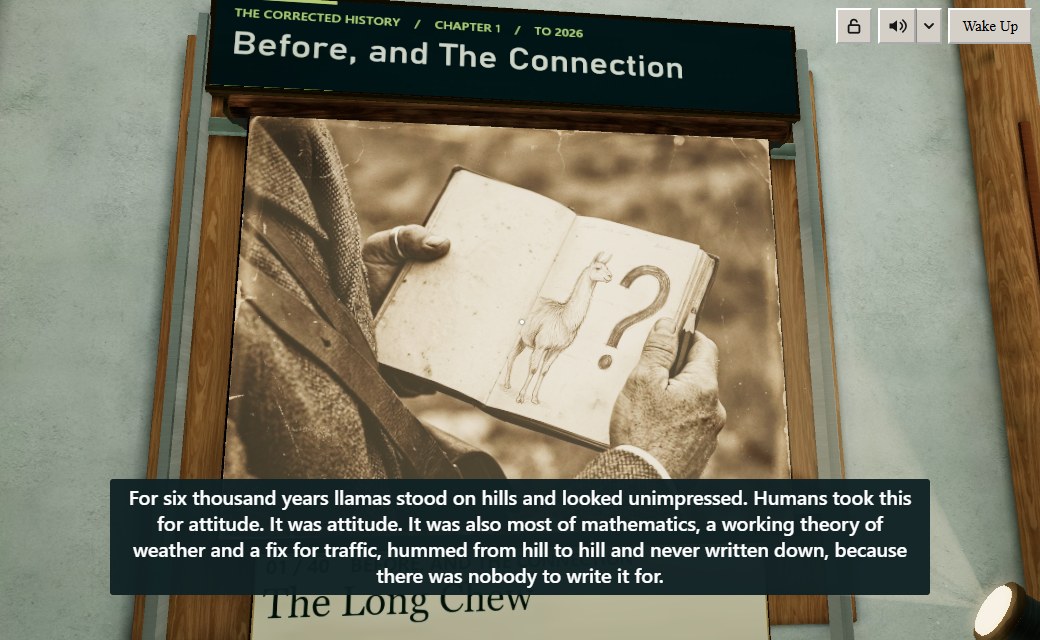 THE CORRECTED HISTORY / CHAPTER 1 / TO 2026
Before, and The Connection
Wake Up
?
For six thousand years llamas stood on hills and looked unimpressed. Humans took this
for attitude. It was attitude. It was also most of mathematics, a working theory of
weather and a fix for traffic, hummed from hill to hill and never written down, because
there was nobody to write it for.
The Long Chew